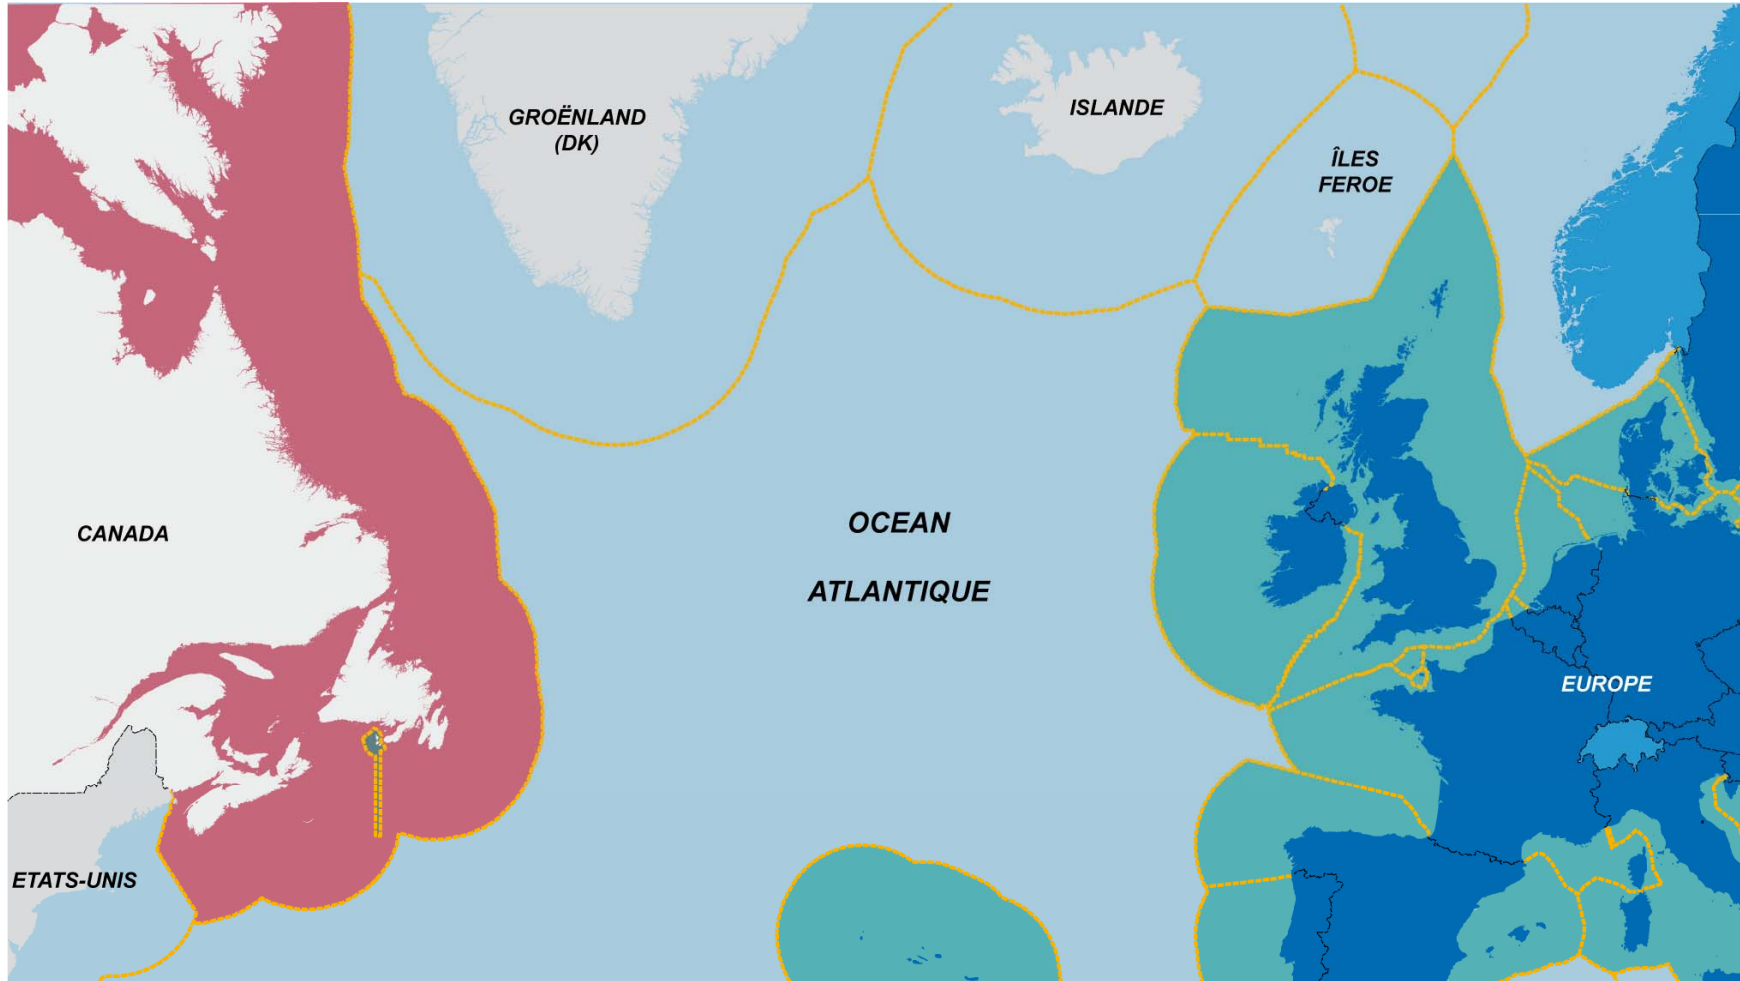 GROËNLAND
(DK)
ISLANDE
ÎLES
FEROE
OCEAN
ATLANTIQUE
CANADA
EUROPE
ETATS-UNIS